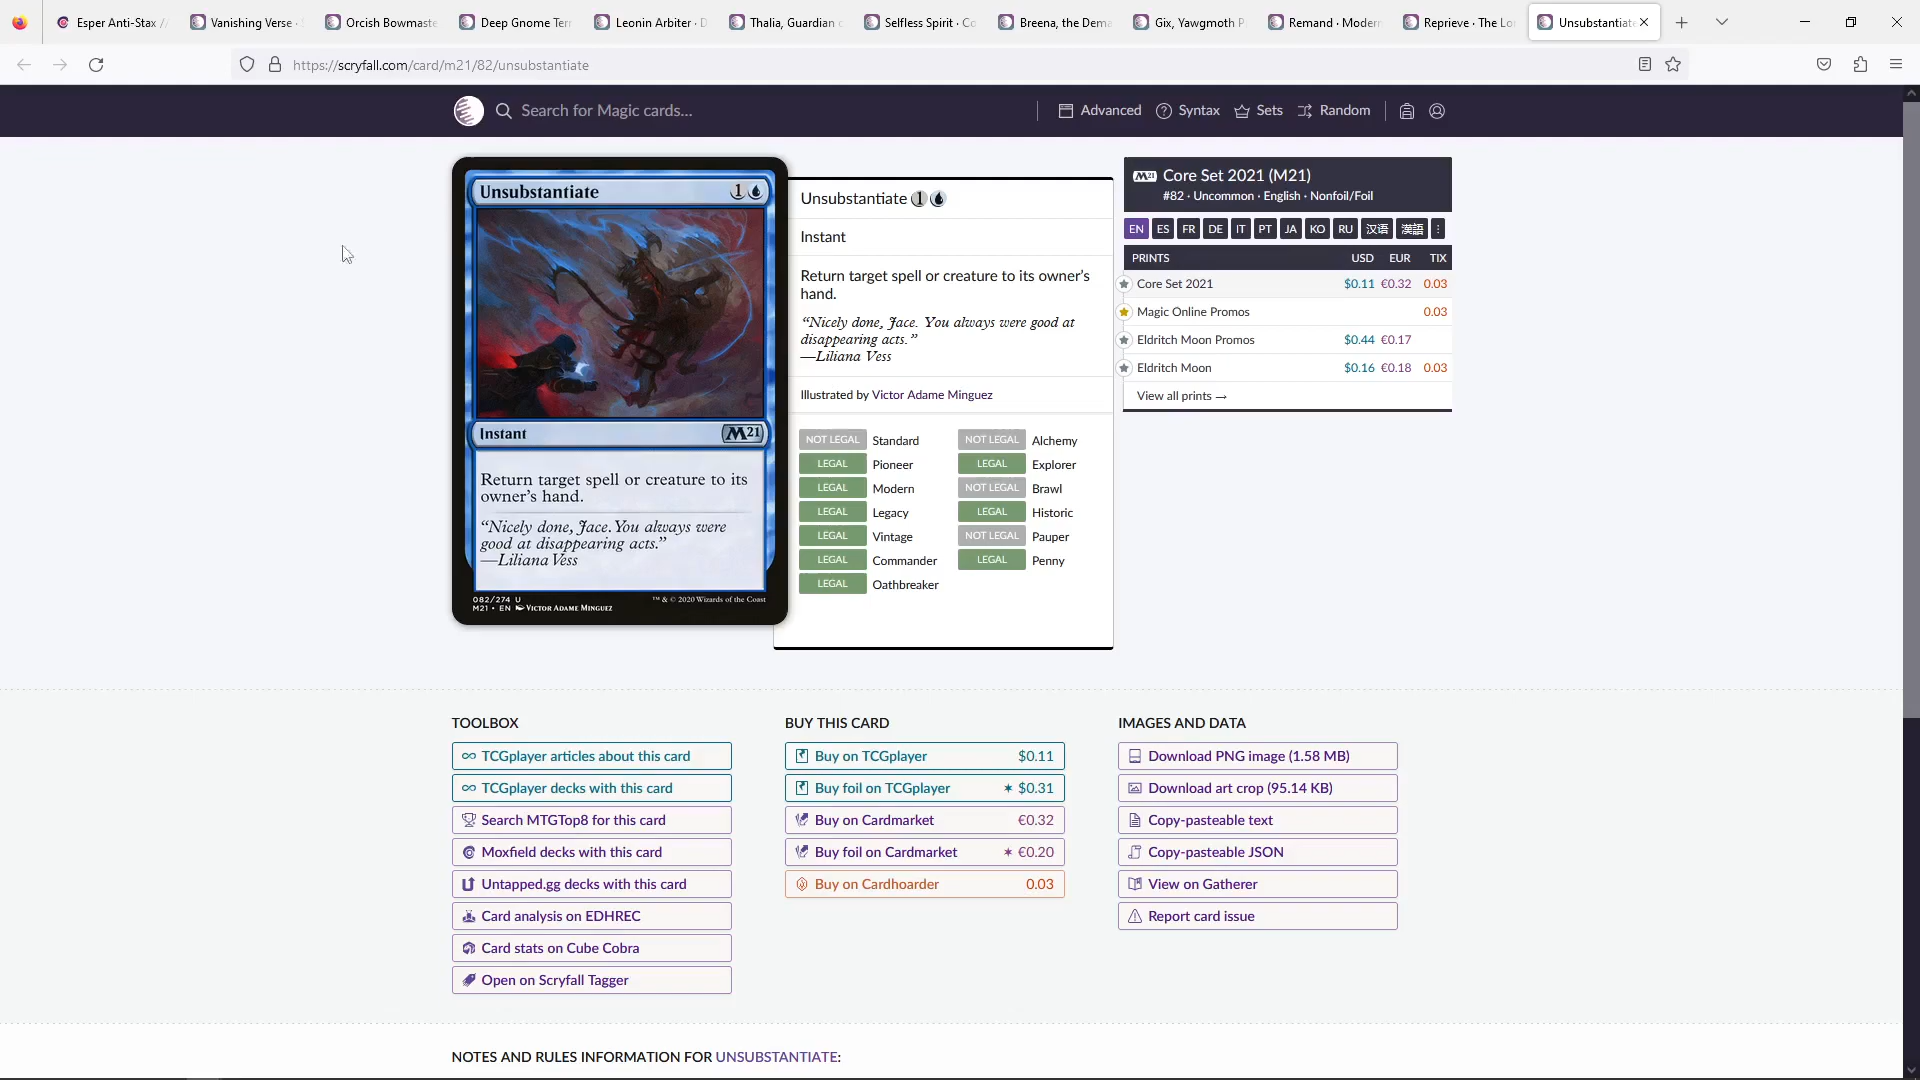 Esper Anti-Stax //
Vanishing Verse ·
Orcish Bowmaste
Deep Gnome Terr
Leonin Arbiter · D
Thalia, Guardian o
Selfless Spirit · Co
Breena, the Dema
Gix, Yawgmoth P
Remand · Modern
Reprieve · The Lo
Unsubstantiate
https://scryfall.com/card/m21/82/unsubstantiate
Search for Magic cards...
Advanced
Syntax
Sets
Random
Unsubstantiate 1
Instant
M21
Return target spell or creature to its
owner's hand.
“Nicely done, Jace. You always were
good at disappearing acts.”
—Liliana Vess
082/274 U
M21 • EN Victor Adame Minguez
™ & © 2020 Wizards of the Coast
Unsubstantiate 1
Instant
Return target spell or creature to its owner’s
hand.
“Nicely done, Jace. You always were good at
disappearing acts.”
—Liliana Vess
Illustrated by Victor Adame Minguez
NOT LEGAL Standard
NOT LEGAL Alchemy
LEGAL Pioneer
LEGAL Explorer
LEGAL Modern
NOT LEGAL Brawl
LEGAL Legacy
LEGAL Historic
LEGAL Vintage
NOT LEGAL Pauper
LEGAL Commander
LEGAL Penny
LEGAL Oathbreaker
M21 Core Set 2021 (M21)
#82 · Uncommon · English · Nonfoil/Foil
EN ES FR DE IT PT JA KO RU 汉语 漢語 ⋮
PRINTS USD EUR TIX
Core Set 2021 $0.11 €0.32 0.03
Magic Online Promos 0.03
Eldritch Moon Promos $0.44 €0.17
Eldritch Moon $0.16 €0.18 0.03
View all prints →
TOOLBOX
TCGplayer articles about this card
TCGplayer decks with this card
Search MTGTop8 for this card
Moxfield decks with this card
Untapped.gg decks with this card
Card analysis on EDHREC
Card stats on Cube Cobra
Open on Scryfall Tagger
BUY THIS CARD
Buy on TCGplayer $0.11
Buy foil on TCGplayer ✶ $0.31
Buy on Cardmarket €0.32
Buy foil on Cardmarket ✶ €0.20
Buy on Cardhoarder 0.03
IMAGES AND DATA
Download PNG image (1.58 MB)
Download art crop (95.14 KB)
Copy-pasteable text
Copy-pasteable JSON
View on Gatherer
Report card issue
NOTES AND RULES INFORMATION FOR UNSUBSTANTIATE: